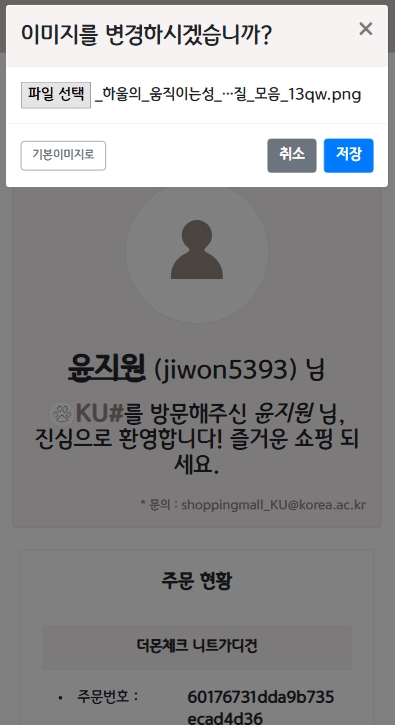 이미지를 변경하시겠습니까?
×
파일 선택 _하울의_움직이는성_…질_모음_13qw.png
기본이미지로
취소
저장
윤지원 (jiwon5393) 님
KU#를 방문해주신 윤지원 님,
진심으로 환영합니다! 즐거운 쇼핑 되
세요.
* 문의 : shoppingmall_KU@korea.ac.kr
주문 현황
더몬체크 니트가디건
• 주문번호 : 60176731dda9b735
ecad4d36